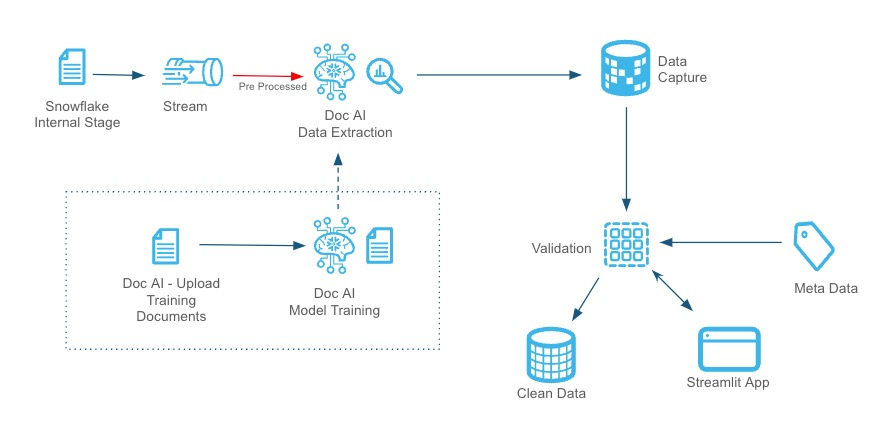 Snowflake
Internal Stage
Stream
Pre Processed
Doc AI
Data Extraction
Data
Capture
Doc AI - Upload
Training
Documents
Doc AI
Model Training
Validation
Meta Data
Clean Data
Streamlit App